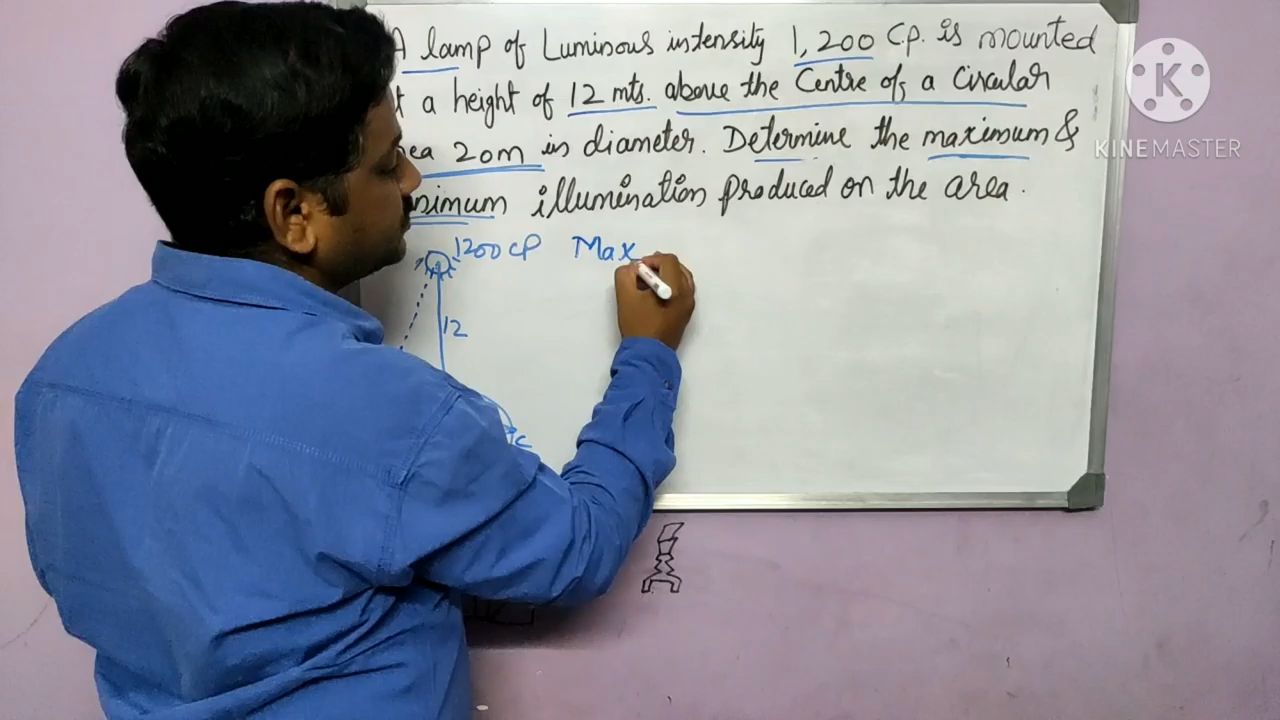 A lamp of Luminous intensity 1,200 Cp. is mounted
a height of 12 mts. above the Centre of a Circular
20m in diameter. Determine the maximum &
illumination produced on the area.
1200 CP Max
12
C
K
KINEMASTER